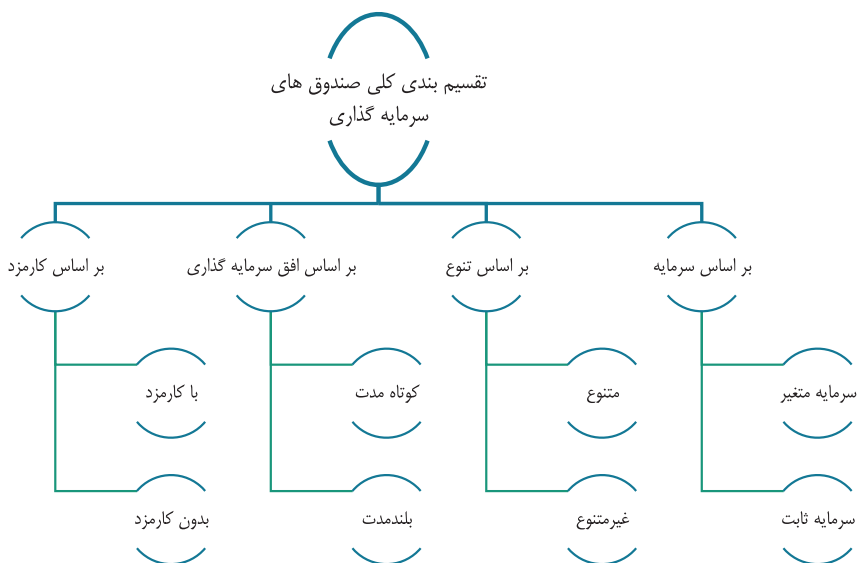 تقسیم بندی کلی صندوق های
سرمایه گذاری
بر اساس سرمایه
بر اساس تنوع
بر اساس افق سرمایه گذاری
بر اساس کارمزد
سرمایه متغیر
متنوع
کوتاه مدت
با کارمزد
سرمایه ثابت
غیرمتنوع
بلندمدت
بدون کارمزد